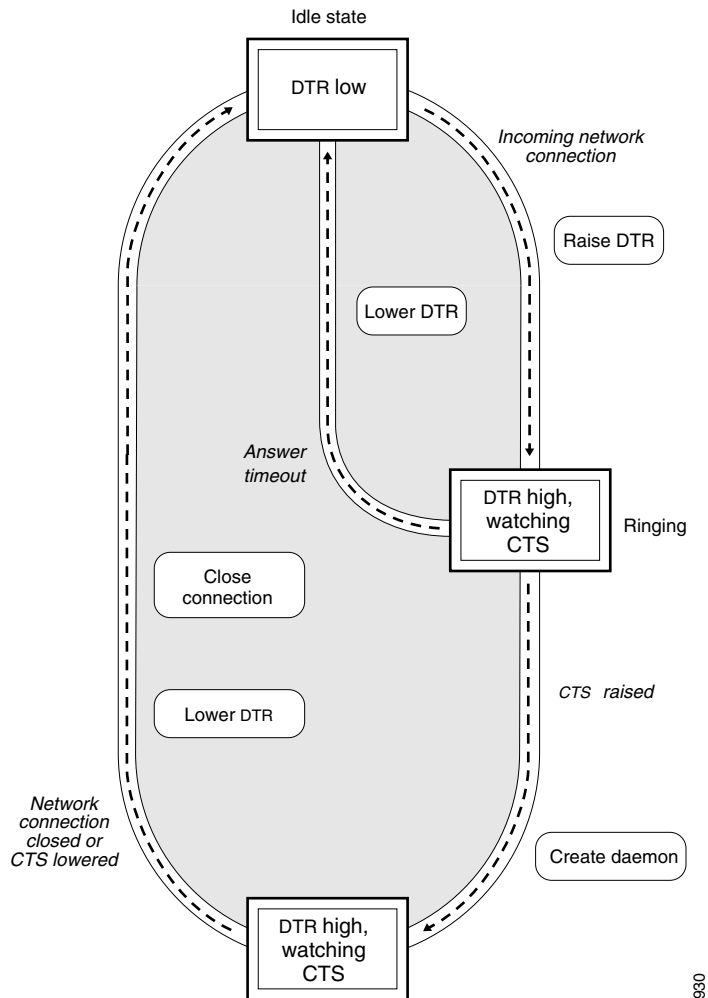 Idle state
DTR low
Incoming network
connection
Raise DTR
Lower DTR
Answer
timeout
DTR high,
watching
CTS
Ringing
Close
connection
CTS raised
Lower DTR
Network
connection
closed or
CTS lowered
Create daemon
DTR high,
watching
CTS
930